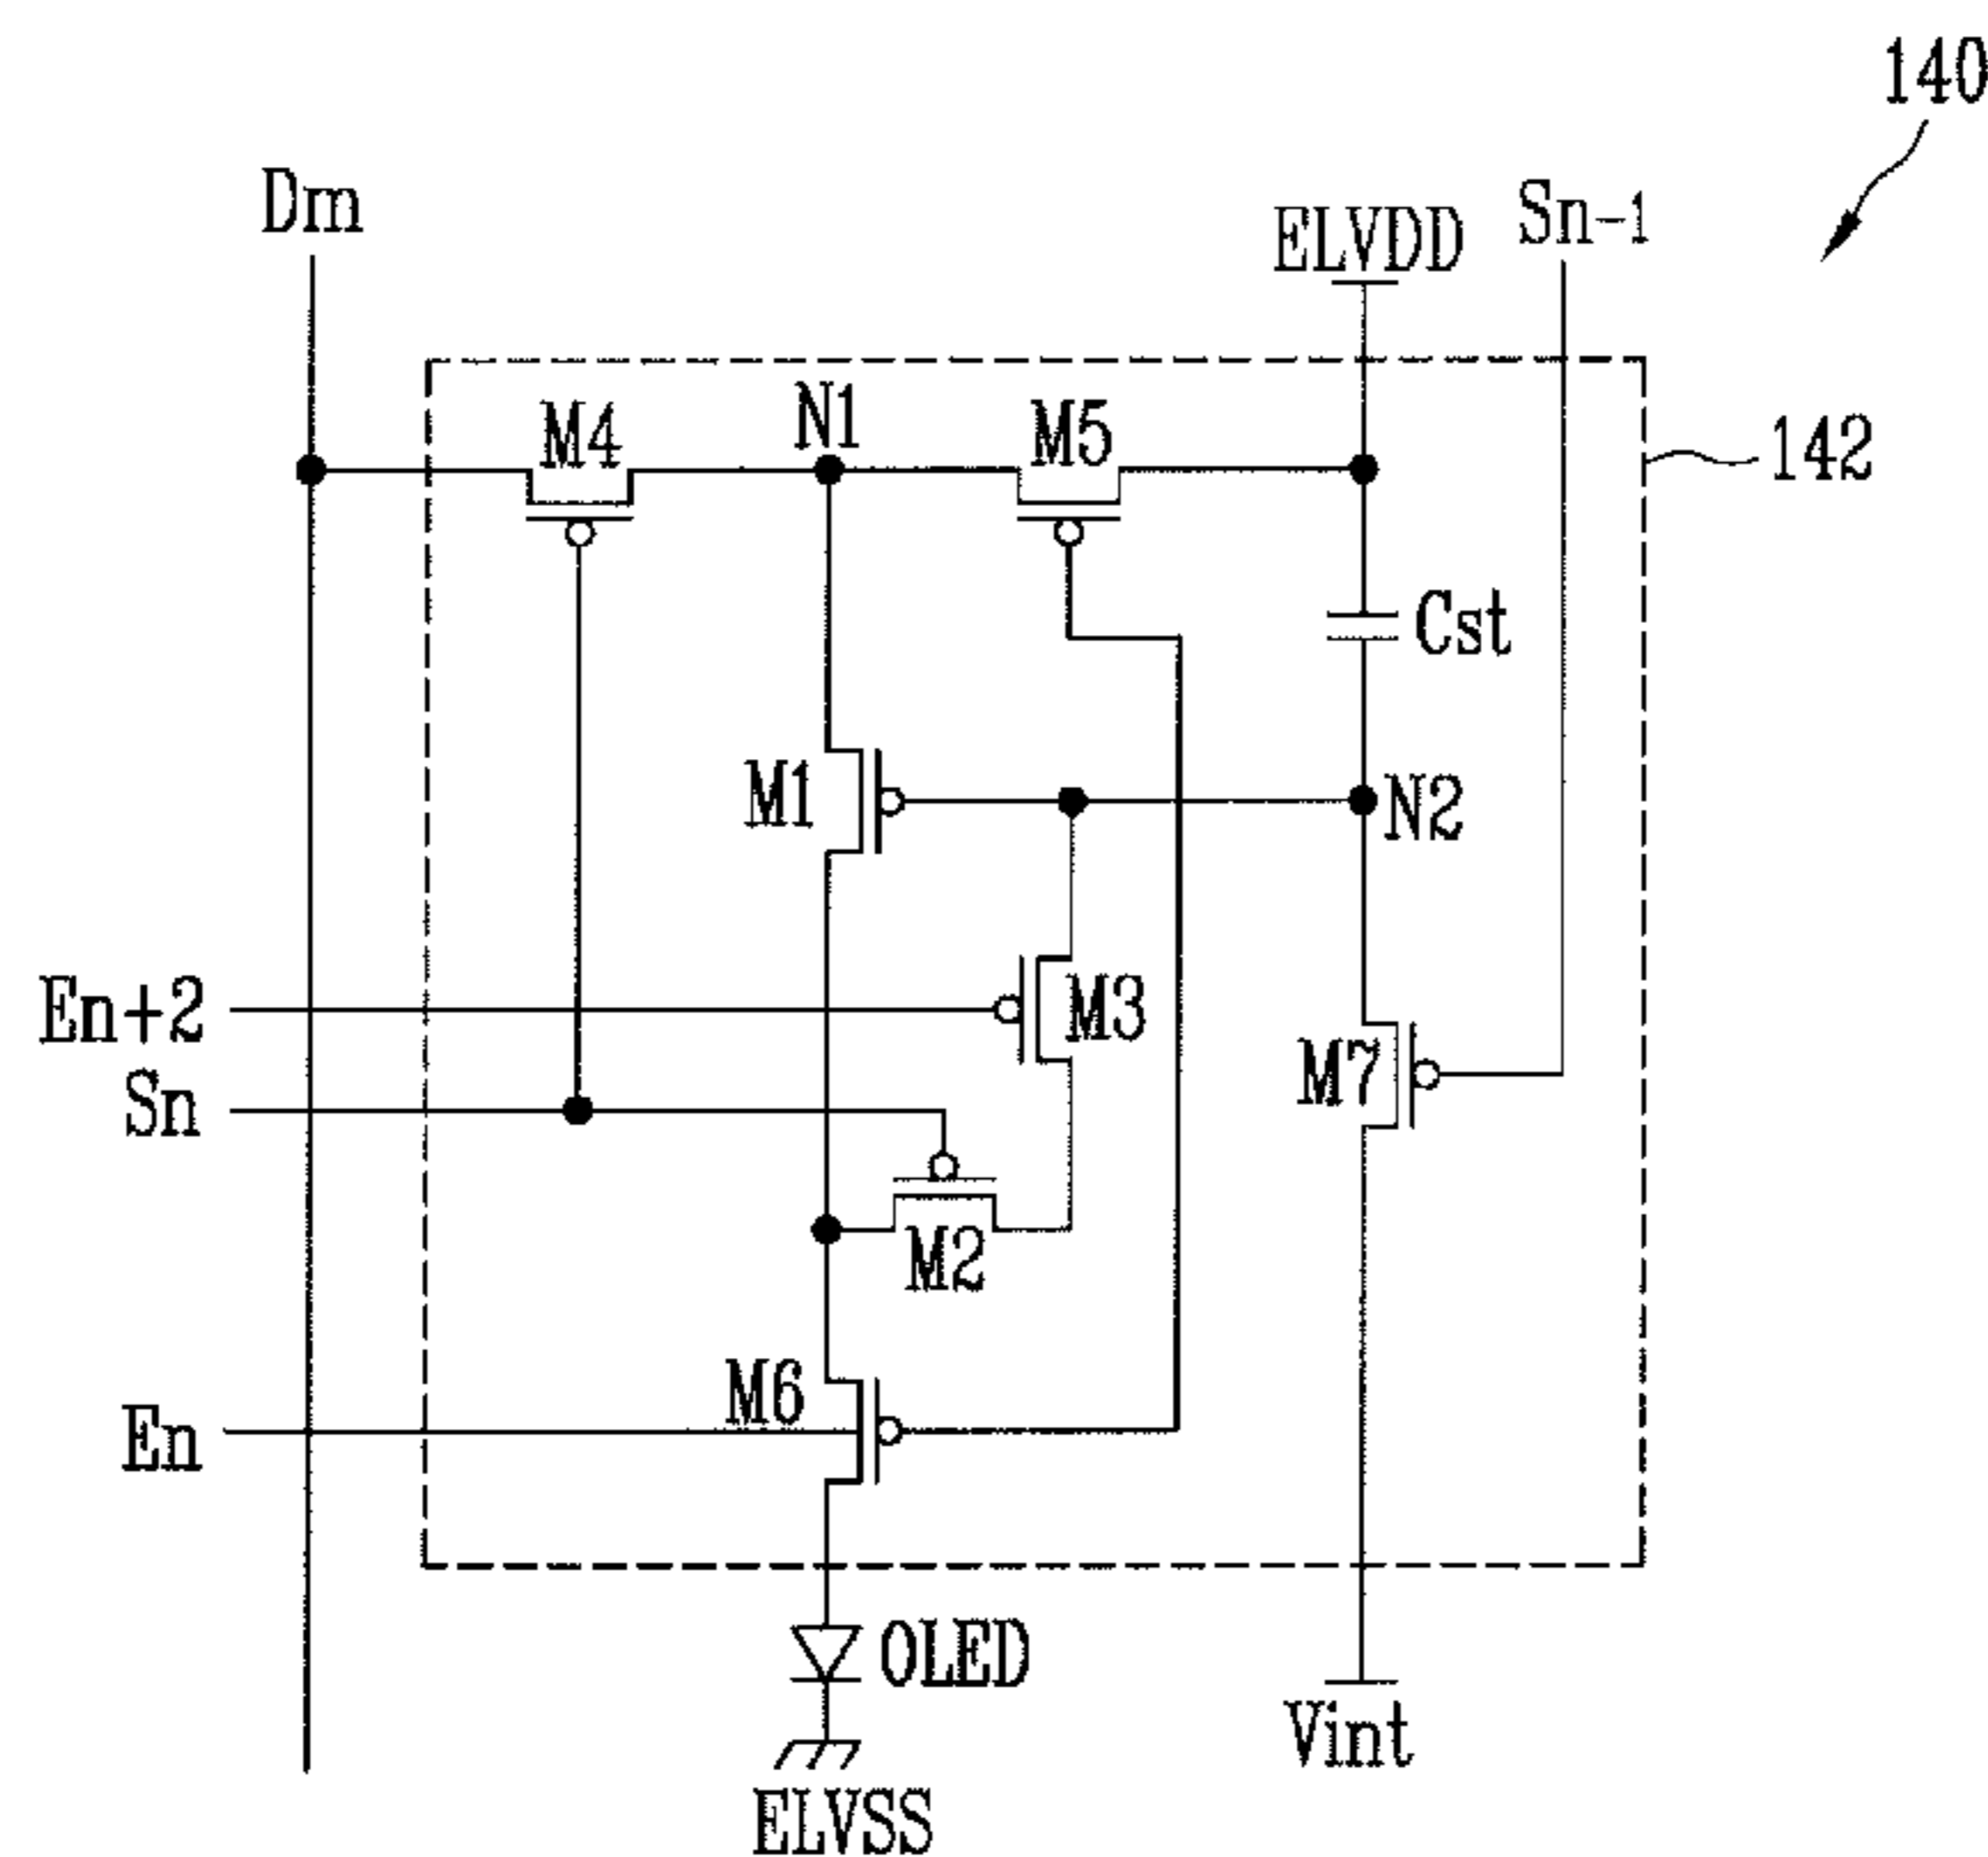 140
Dm
ELVDD
Sn-1
M4
N1
M5
142
Cst
M1
N2
En+2
M3
Sn
M7
M2
M6
En
OLED
Vint
ELVSS